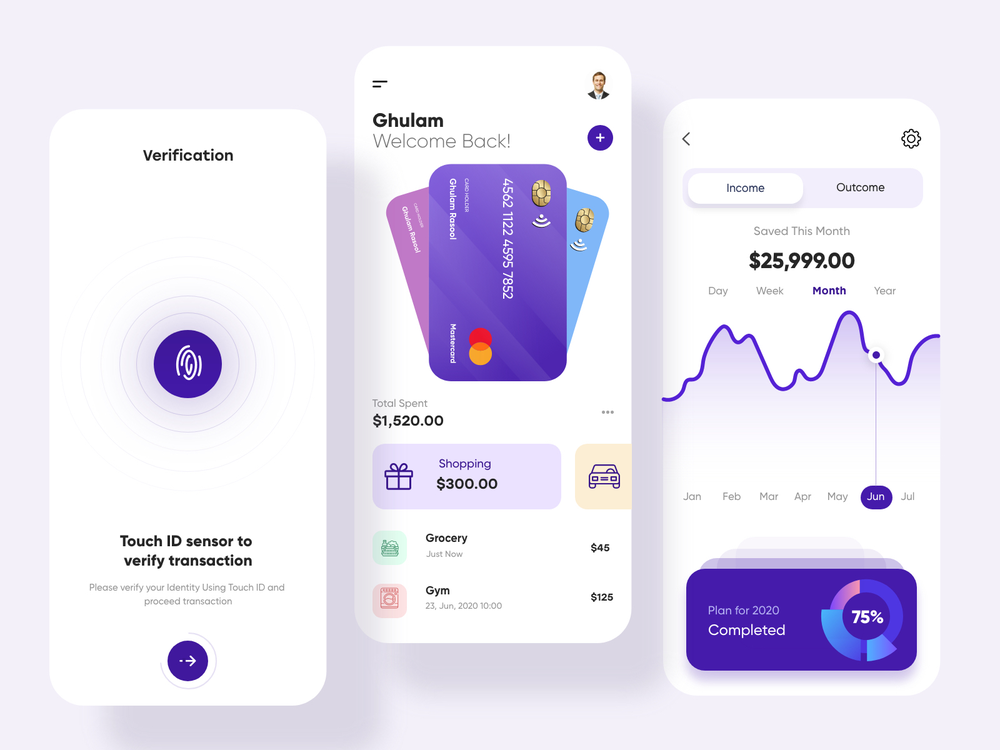 Verification
Touch ID sensor to
verify transaction
Please verify your Identity Using Touch ID and
proceed transaction
Ghulam
Welcome Back!
CARD HOLDER
Ghulam Rasool
CARD HOLDER
Ghulam Rasool
4562 1122 4595 7852
Mastercard
Total Spent
$1,520.00
Shopping
$300.00
Grocery
Just Now
$45
Gym
23, Jun, 2020 10:00
$125
Income
Outcome
Saved This Month
$25,999.00
Day Week Month Year
Jan Feb Mar Apr May Jun Jul
Plan for 2020
Completed
75%